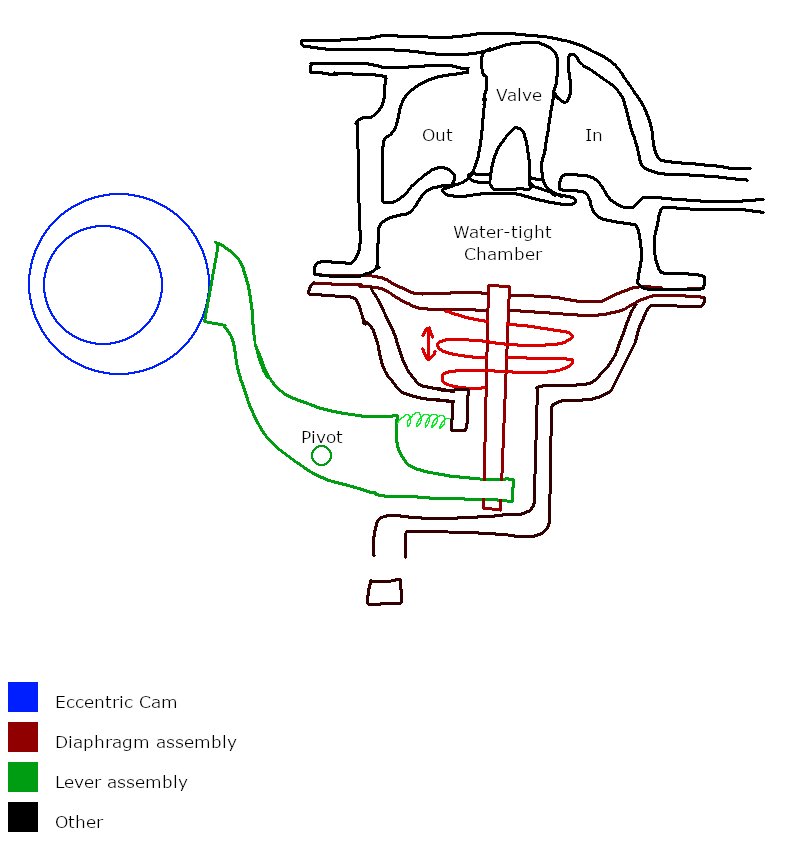 Valve
Out
In
Water-tight
Chamber
Pivot
Eccentric Cam
Diaphragm assembly
Lever assembly
Other